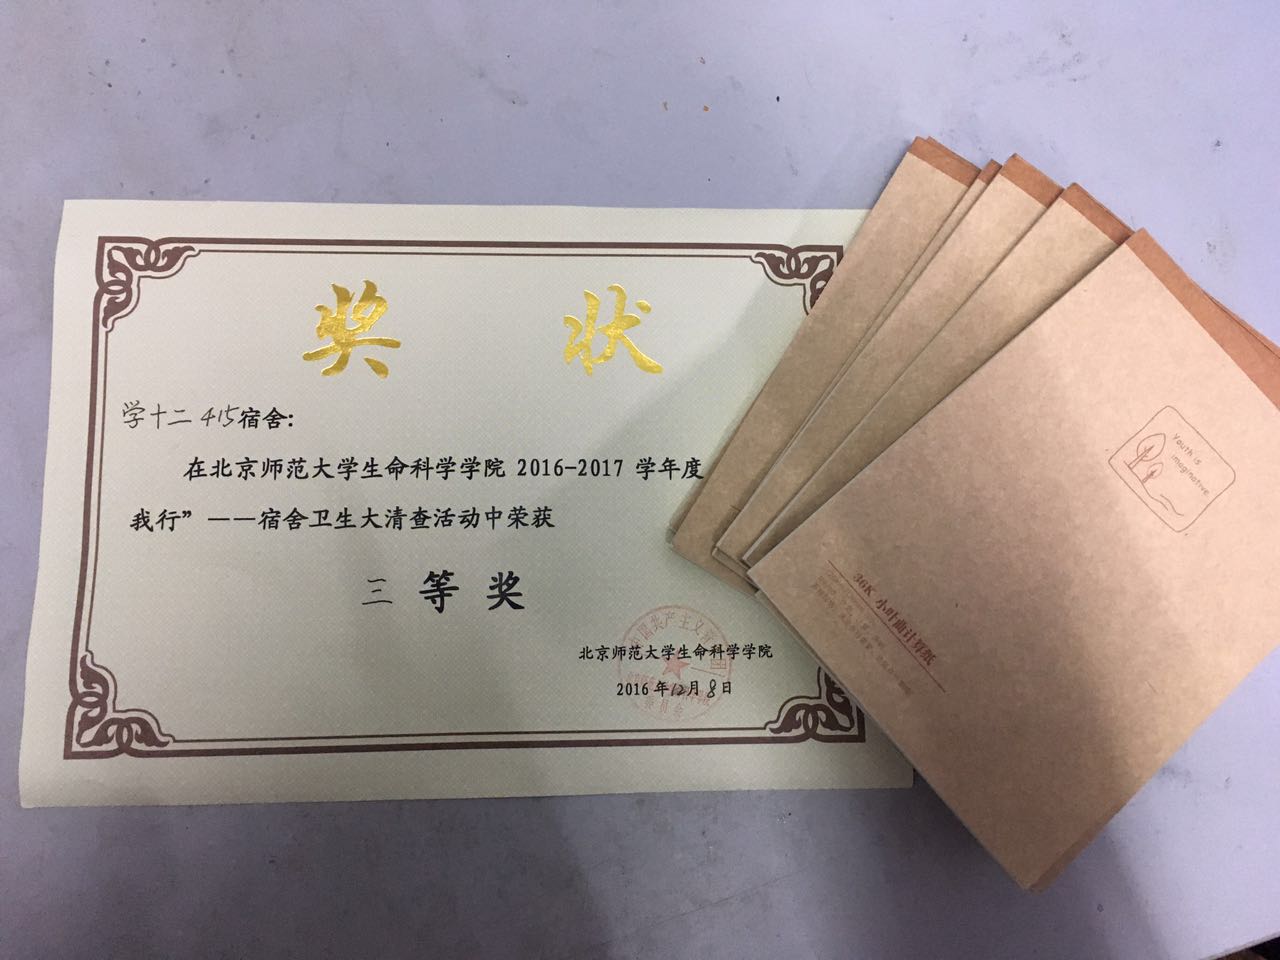 奖 状
学十二 415宿舍:
在北京师范大学生命科学学院 2016-2017 学年度
我行”——宿舍卫生大清查活动中荣获
三 等 奖
北京师范大学生命科学学院
2016 年12月8日
Youth is
imaginative
36K 小叶曲计算纸